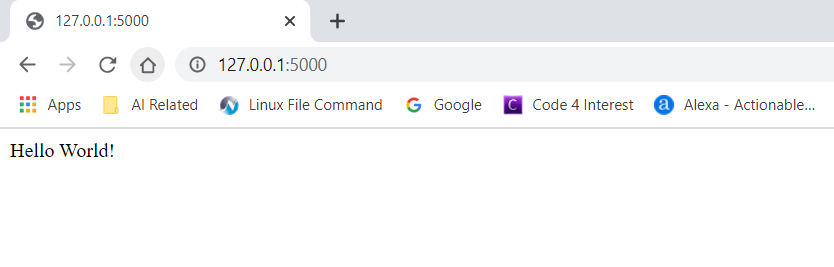 127.0.0.1:5000
127.0.0.1:5000
Apps AI Related Linux File Command Google Code 4 Interest Alexa - Actionable...
Hello World!